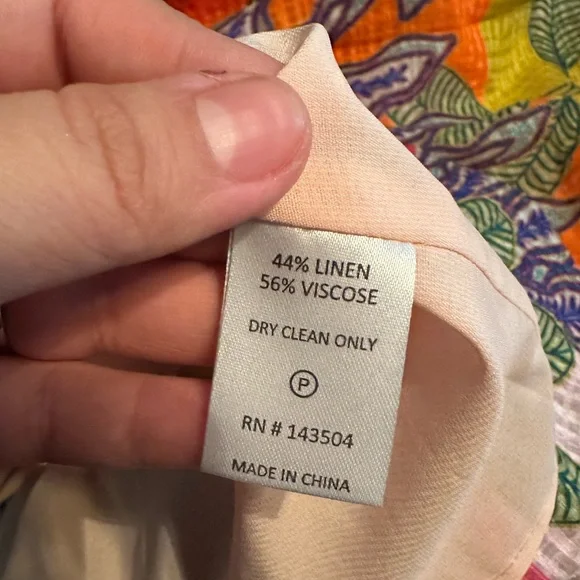 44% LINEN
56% VISCOSE
DRY CLEAN ONLY
P
RN # 143504
MADE IN CHINA